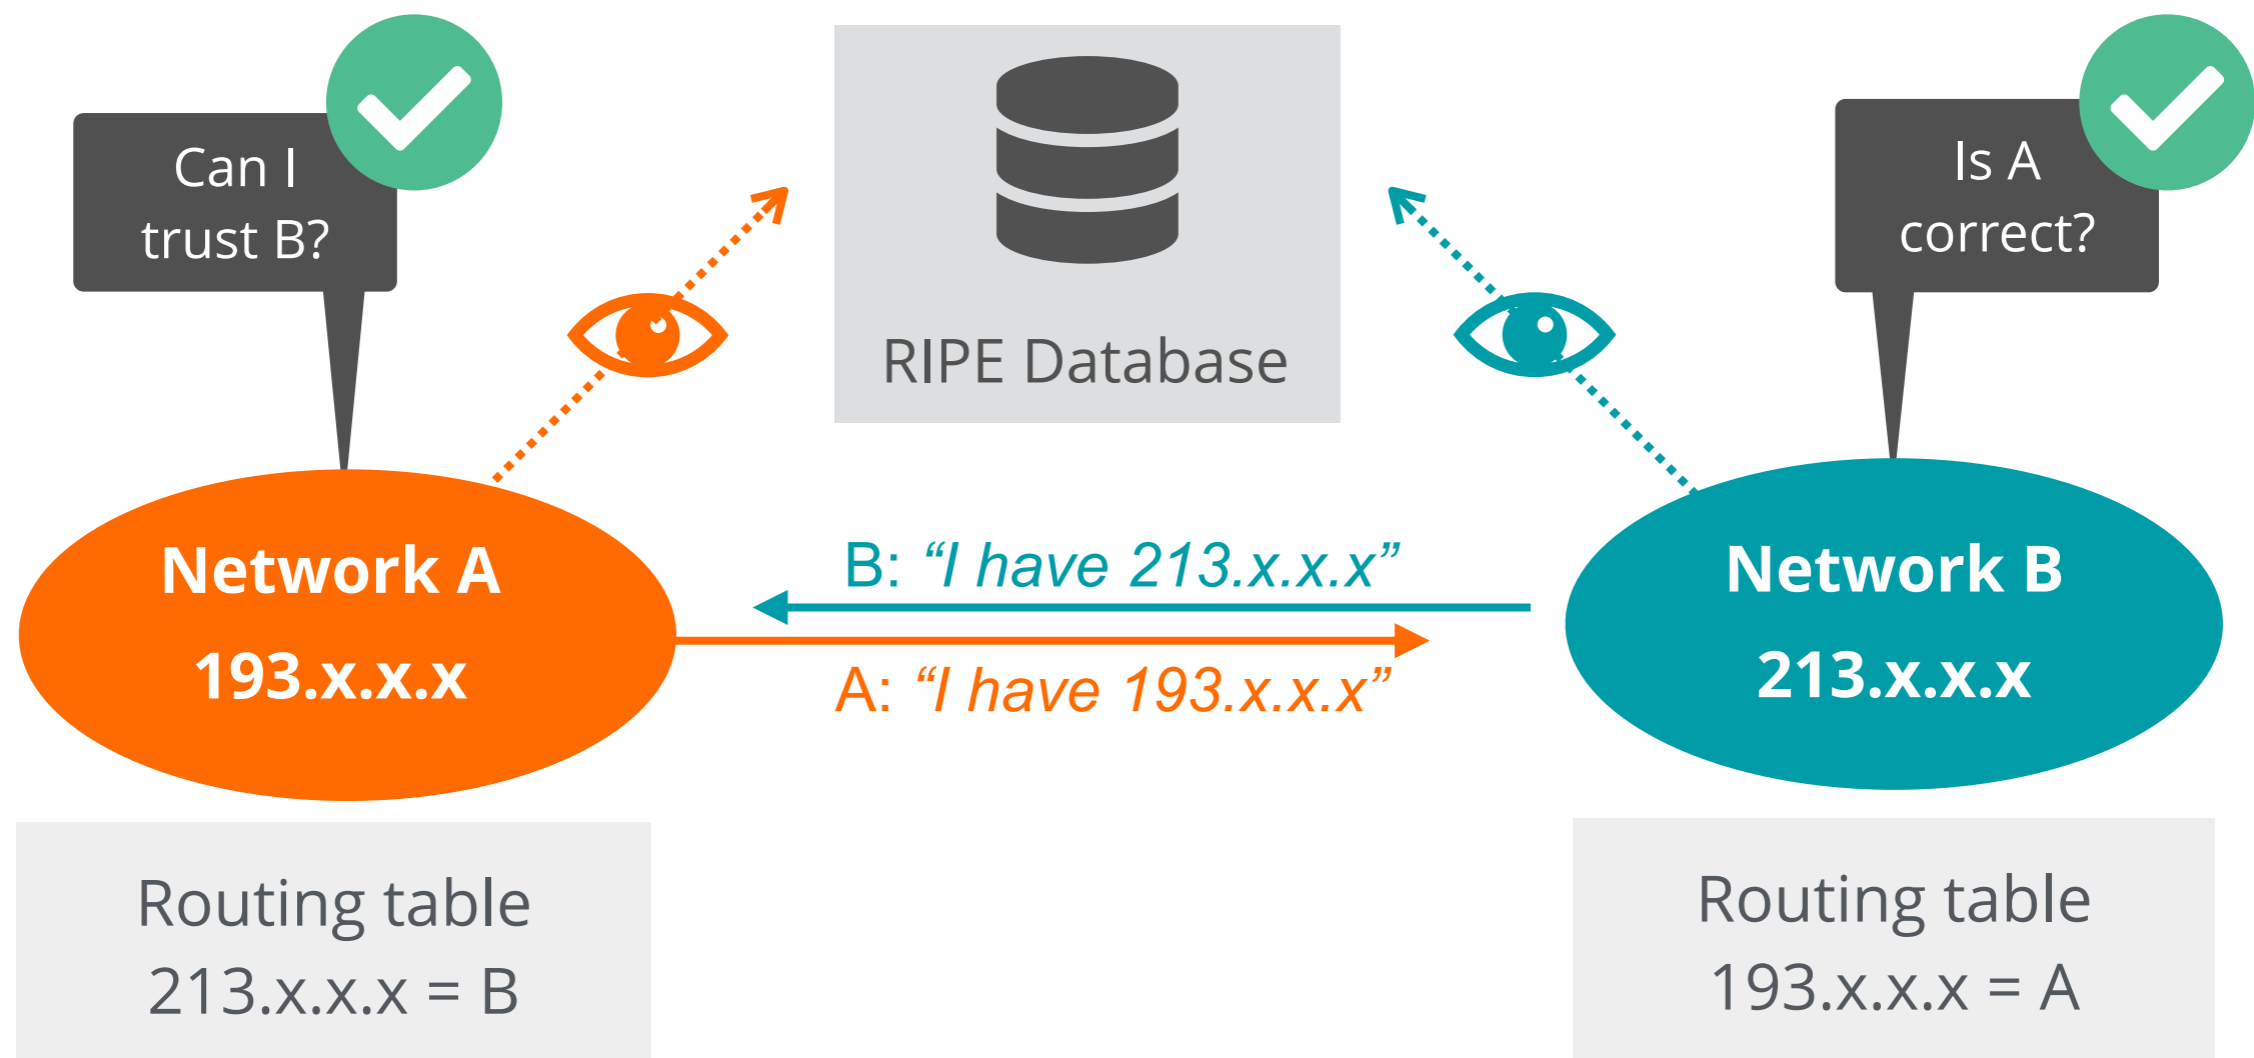 Can I
trust B?
RIPE Database
Is A
correct?
Network A
193.x.x.x
B: “I have 213.x.x.x”
A: “I have 193.x.x.x”
Network B
213.x.x.x
Routing table
213.x.x.x = B
Routing table
193.x.x.x = A